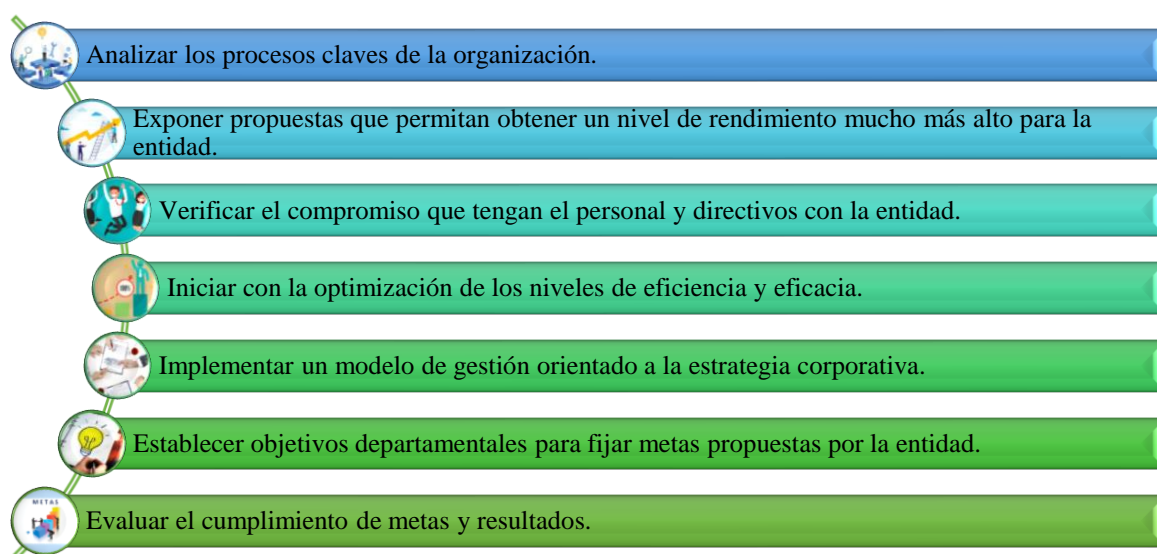 Analizar los procesos claves de la organización.
Exponer propuestas que permitan obtener un nivel de rendimiento mucho más alto para la
entidad.
Verificar el compromiso que tengan el personal y directivos con la entidad.
Iniciar con la optimización de los niveles de eficiencia y eficacia.
Implementar un modelo de gestión orientado a la estrategia corporativa.
Establecer objetivos departamentales para fijar metas propuestas por la entidad.
METAS
Evaluar el cumplimiento de metas y resultados.